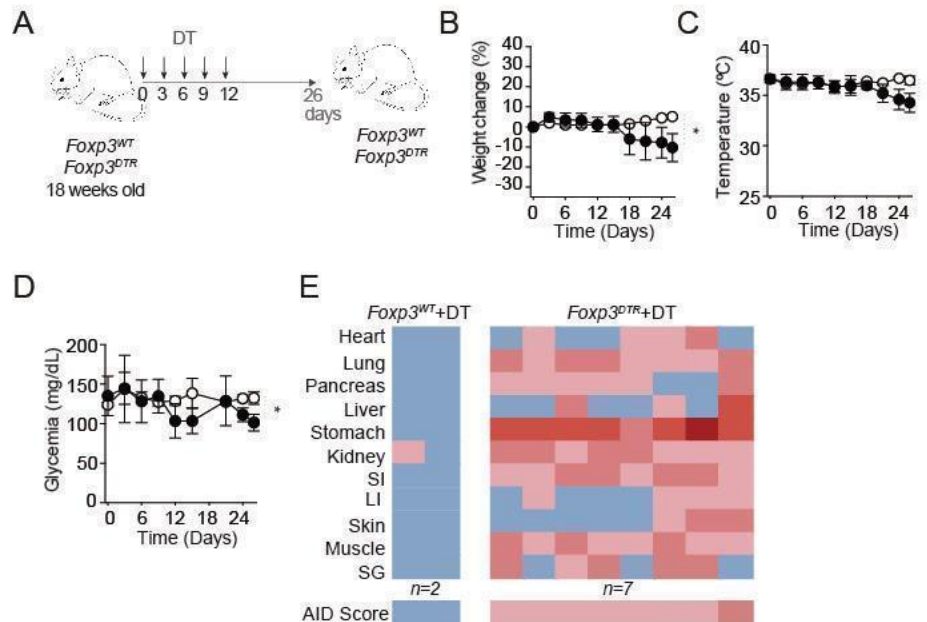 A
DT
0 3 6 9 12
26
days
Foxp3WT
Foxp3DTR
18 weeks old
Foxp3WT
Foxp3DTR
B
Weight change (%)
40
30
20
10
0
-10
-20
-30
0 6 12 18 24
Time (Days)
*
C
Temperature (ºC)
40
35
30
25
0 6 12 18 24
Time (Days)
D
Glycemia (mg/dL)
200
150
100
50
0
0 6 12 18 24
Time (Days)
*
E
Foxp3WT+DT Foxp3DTR+DT
Heart
Lung
Pancreas
Liver
Stomach
Kidney
SI
LI
Skin
Muscle
SG
n=2 n=7
AID Score